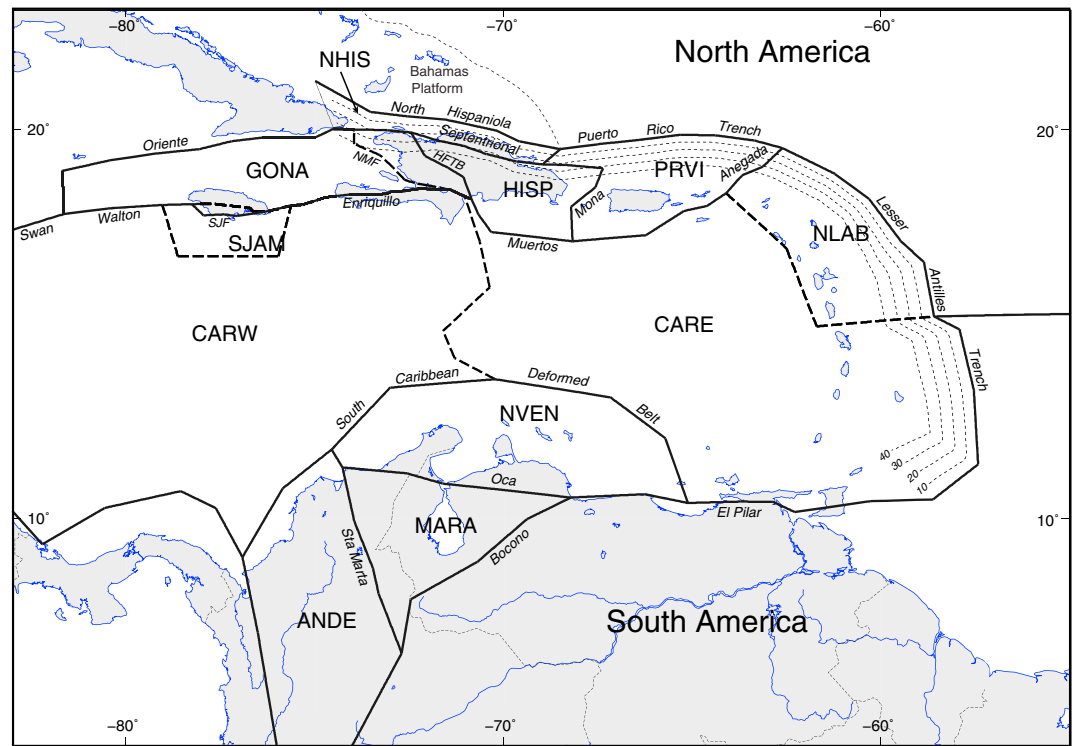 −80˚
−70˚
−60˚
North America
NHIS
Bahamas
Platform
20˚
20˚
North
Hispaniola
Puerto
Rico
Trench
Oriente
Septentrional
HFTB
NMF
GONA
HISP
PRVI
Anegada
Mona
Enriquillo
Walton
Swan
SJF
SJAM
Muertos
NLAB
Lesser
Antilles
Trench
CARW
CARE
Caribbean
Deformed
South
Belt
NVEN
40
30
20
10
Oca
10˚
10˚
MARA
El Pilar
Sta Marta
Bocono
ANDE
South America
−80˚
−70˚
−60˚